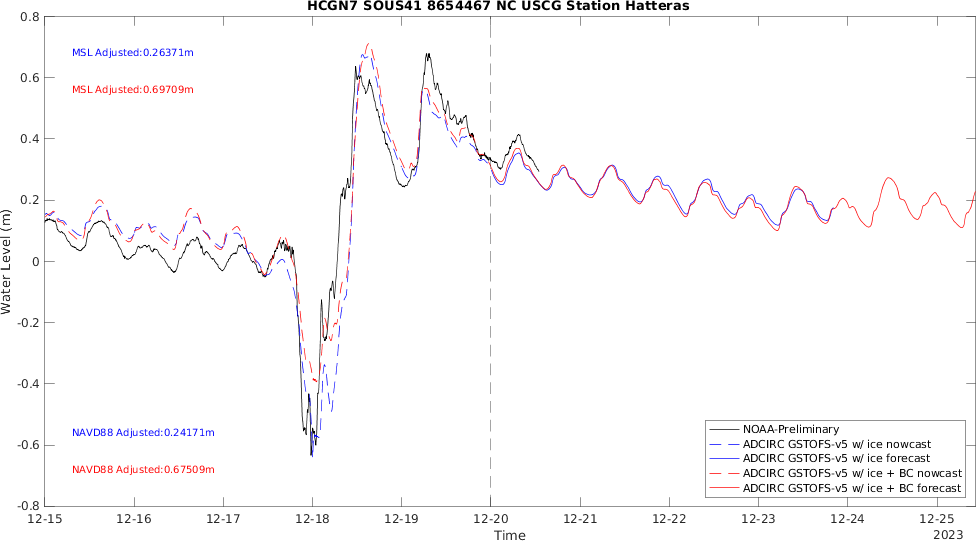 HCGN7 SOUS41 8654467 NC USCG Station Hatteras
0.8
0.6
0.4
0.2
0
-0.2
-0.4
-0.6
-0.8
Water Level (m)
MSL Adjusted:0.26371m
MSL Adjusted:0.69709m
NAVD88 Adjusted:0.24171m
NAVD88 Adjusted:0.67509m
NOAA-Preliminary
ADCIRC GSTOFS-v5 w/ ice nowcast
ADCIRC GSTOFS-v5 w/ ice forecast
ADCIRC GSTOFS-v5 w/ ice + BC nowcast
ADCIRC GSTOFS-v5 w/ ice + BC forecast
12-15 12-16 12-17 12-18 12-19 12-20 12-21 12-22 12-23 12-24 12-25
2023
Time